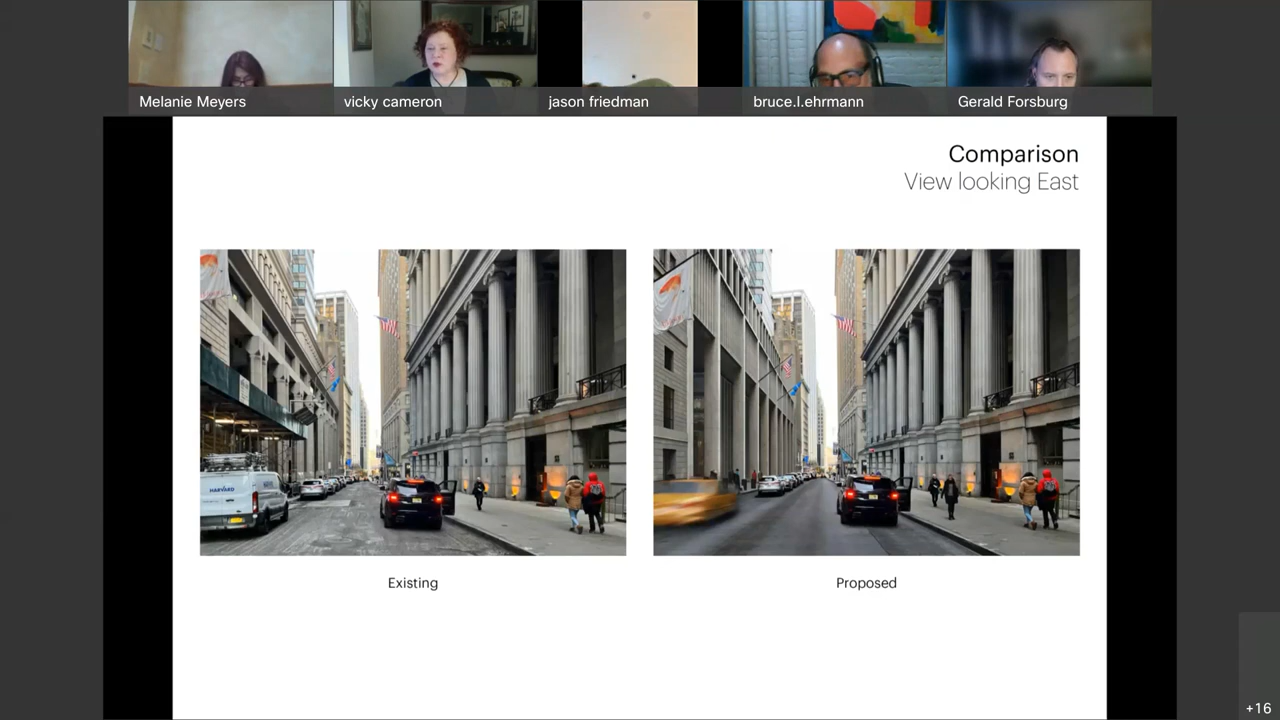 Melanie Meyers
vicky cameron
jason friedman
bruce.l.ehrmann
Gerald Forsburg
Comparison
View looking East
HARVARD
Existing
Proposed
+16